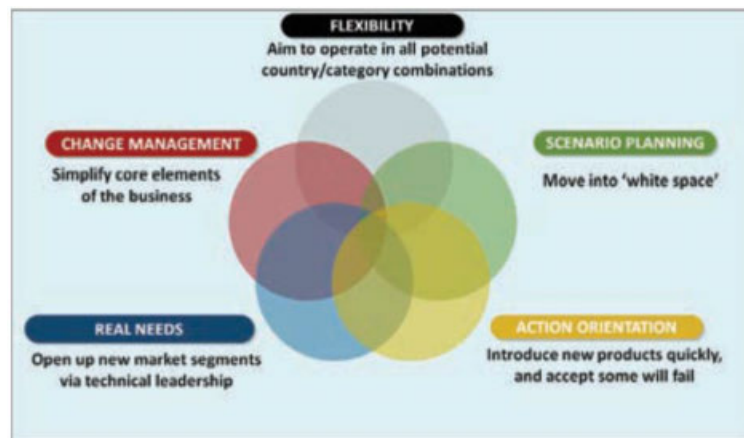 FLEXIBILITY
Aim to operate in all potential
country/category combinations
CHANGE MANAGEMENT
Simplify core elements
of the business
SCENARIO PLANNING
Move into 'white space'
REAL NEEDS
Open up new market segments
via technical leadership
ACTION ORIENTATION
Introduce new products quickly,
and accept some will fail